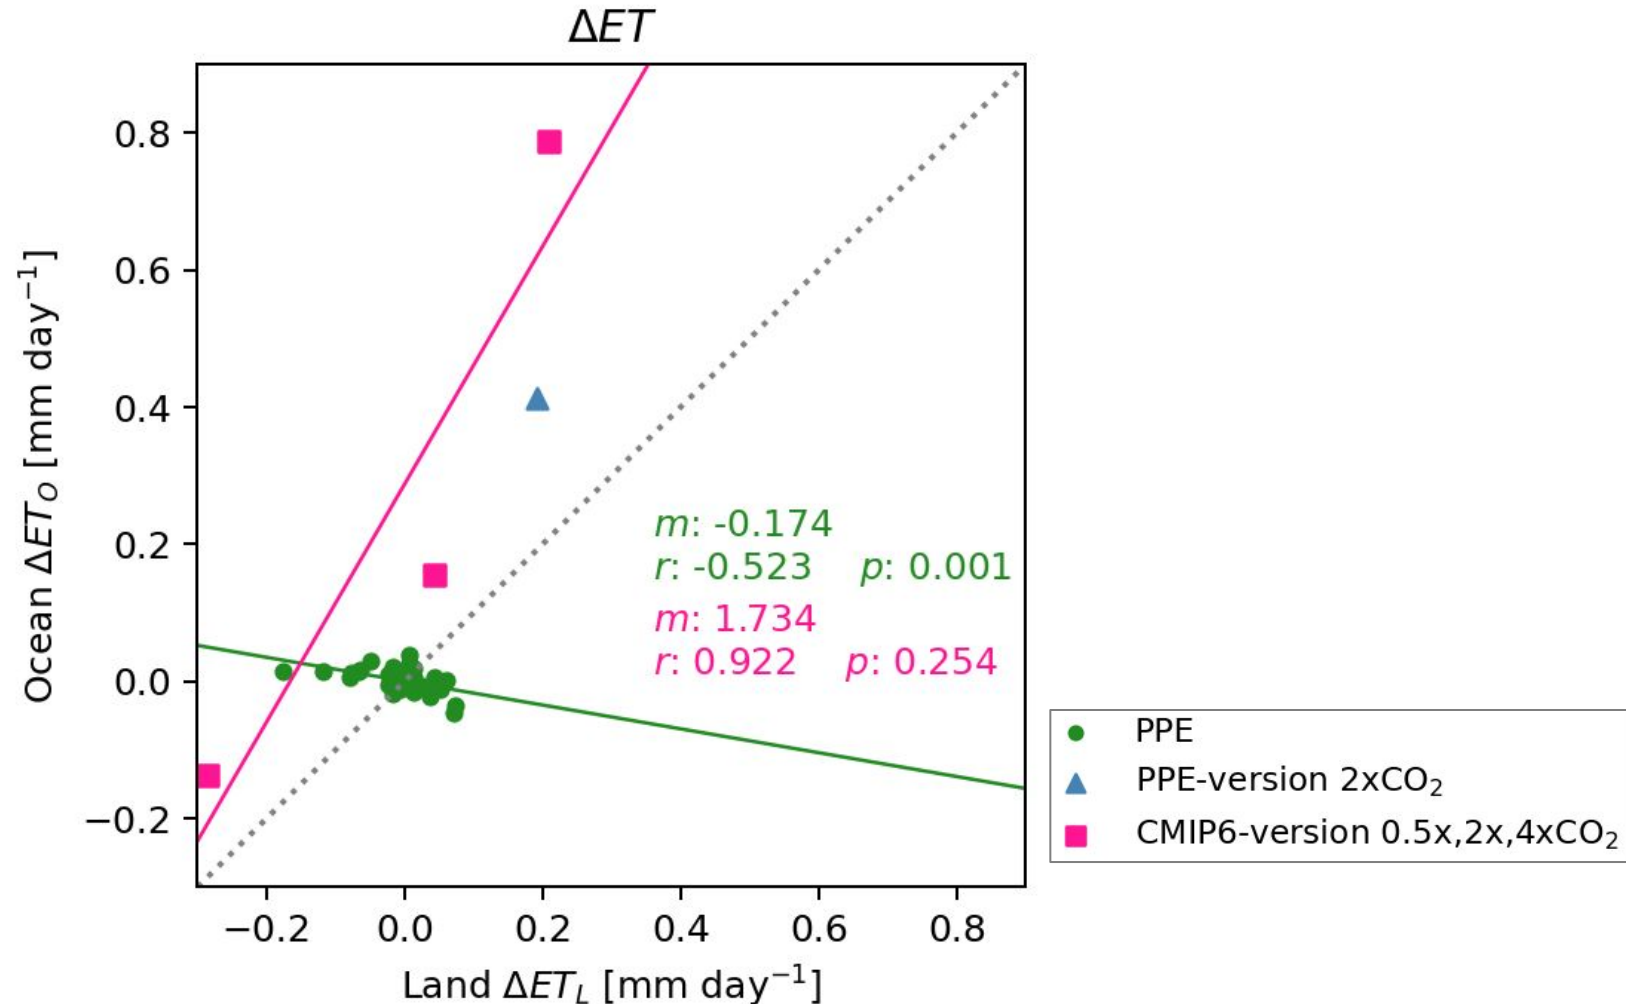 ΔET
0.8
0.6
0.4
0.2
0.0
−0.2
Ocean ΔET_O [mm day⁻¹]
m: -0.174
r: -0.523 p: 0.001
m: 1.734
r: 0.922 p: 0.254
−0.2 0.0 0.2 0.4 0.6 0.8
Land ΔET_L [mm day⁻¹]
PPE
PPE-version 2xCO₂
CMIP6-version 0.5x,2x,4xCO₂